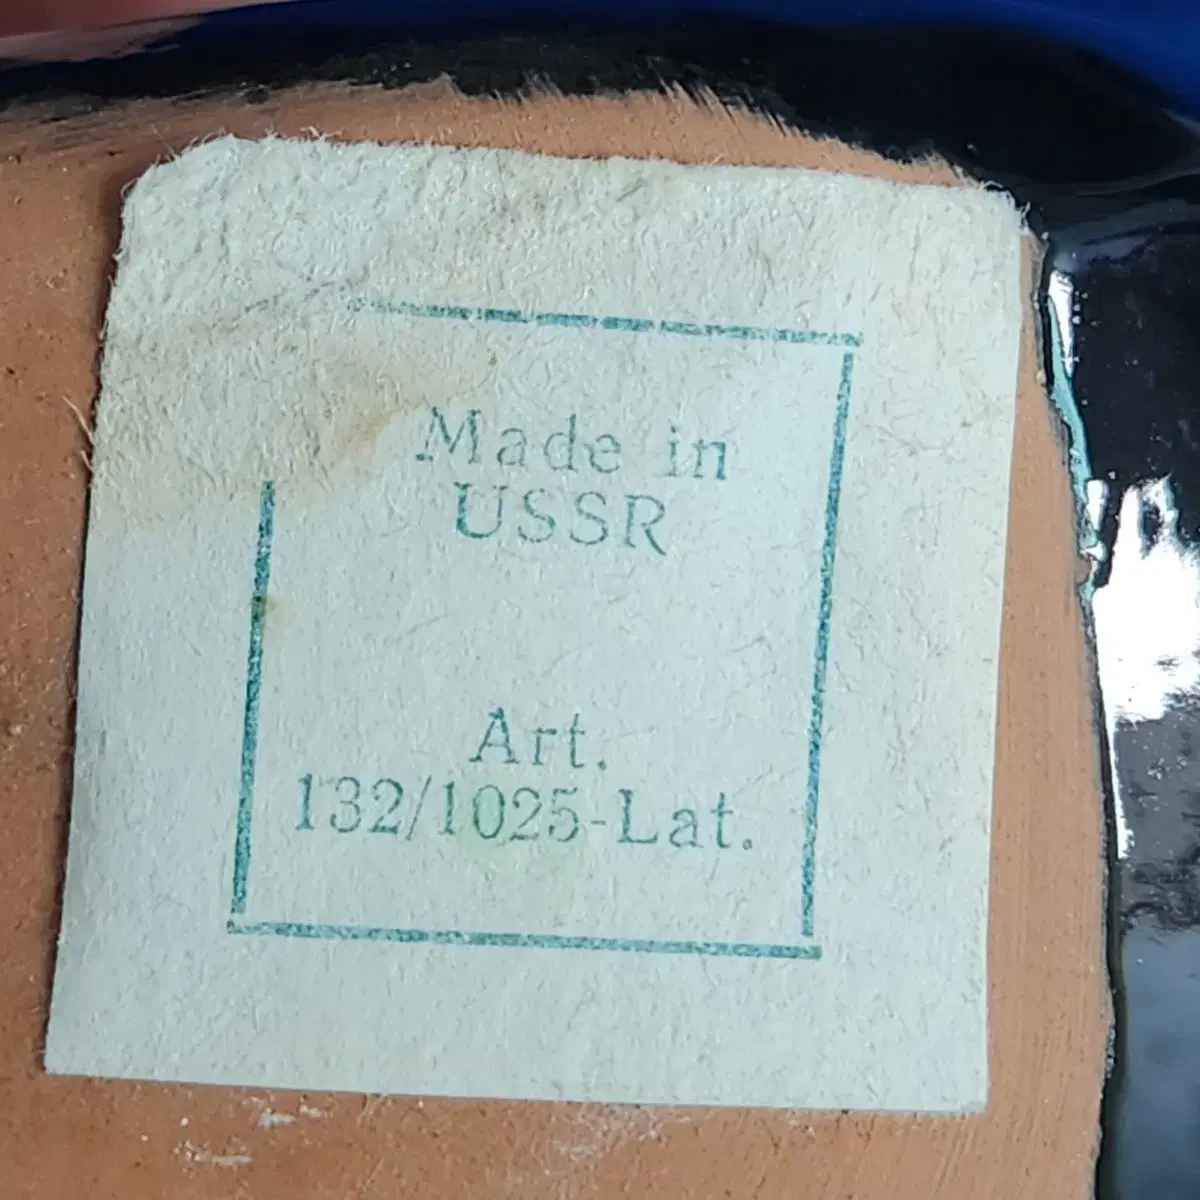 Made in
USSR
Art.
132/1025-Lat.